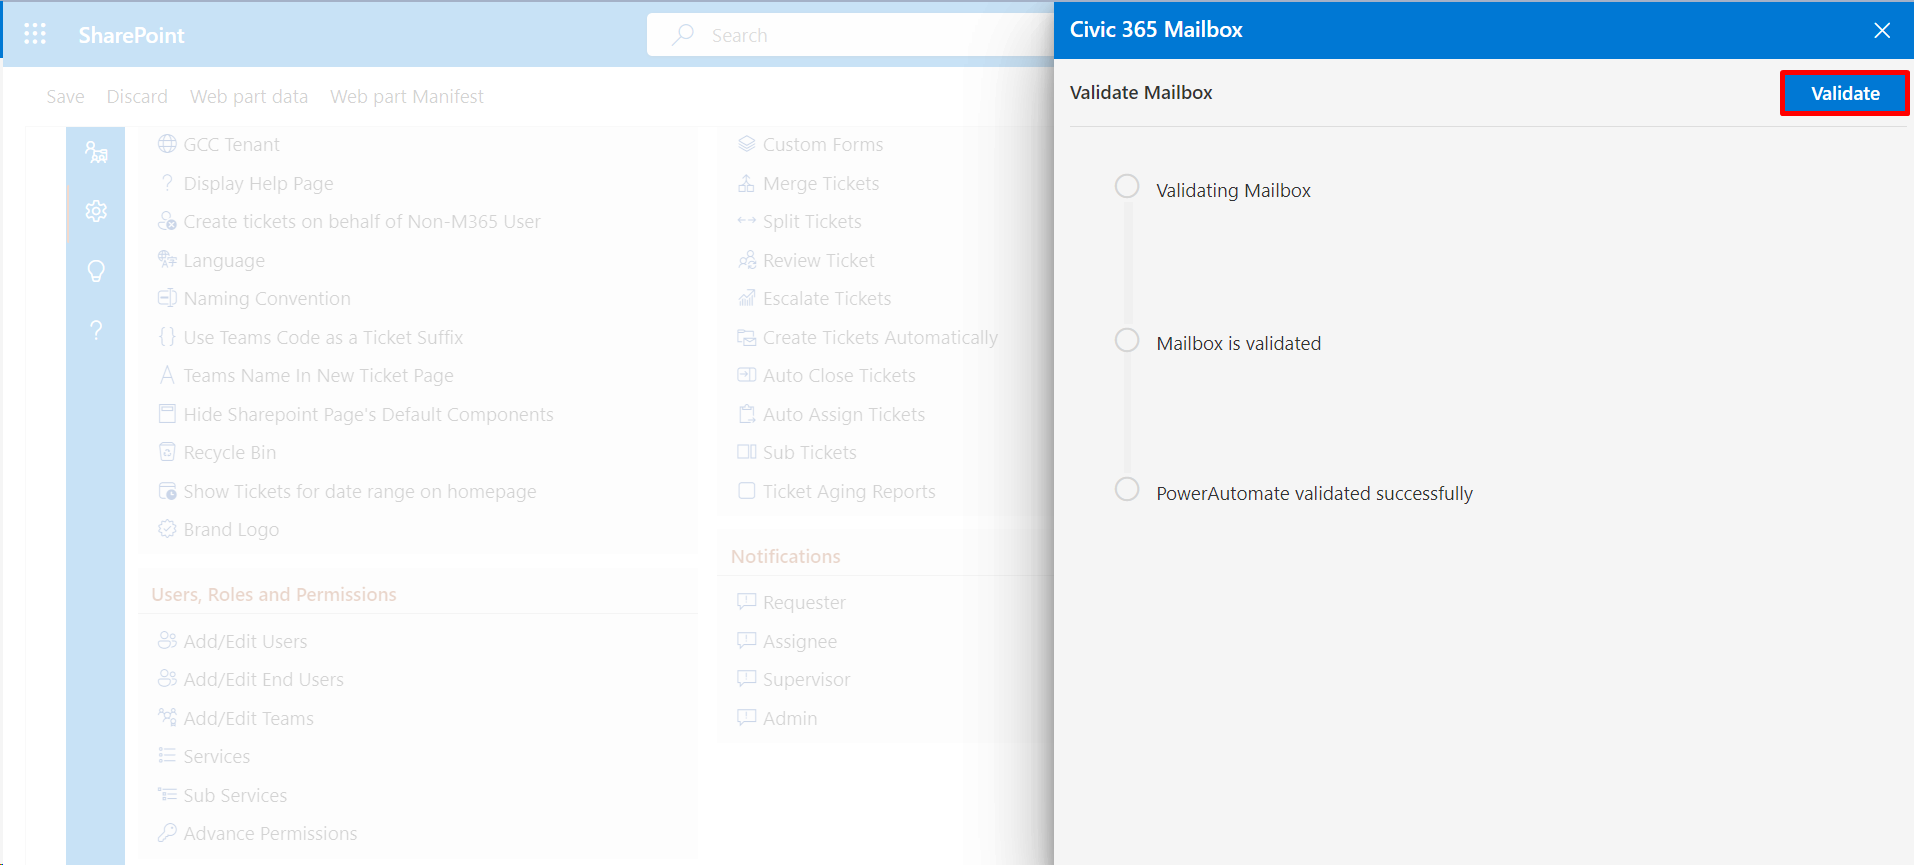 SharePoint
Search
Save Discard Web part data Web part Manifest
GCC Tenant
Display Help Page
Create tickets on behalf of Non-M365 User
Language
Naming Convention
Use Teams Code as a Ticket Suffix
Teams Name In New Ticket Page
Hide Sharepoint Page's Default Components
Recycle Bin
Show Tickets for date range on homepage
Brand Logo
Users, Roles and Permissions
Add/Edit Users
Add/Edit End Users
Add/Edit Teams
Services
Sub Services
Advance Permissions
Custom Forms
Merge Tickets
Split Tickets
Review Ticket
Escalate Tickets
Create Tickets Automatically
Auto Close Tickets
Auto Assign Tickets
Sub Tickets
Ticket Aging Reports
Notifications
Requester
Assignee
Supervisor
Admin
Civic 365 Mailbox
Validate Mailbox
Validate
Validating Mailbox
Mailbox is validated
PowerAutomate validated successfully